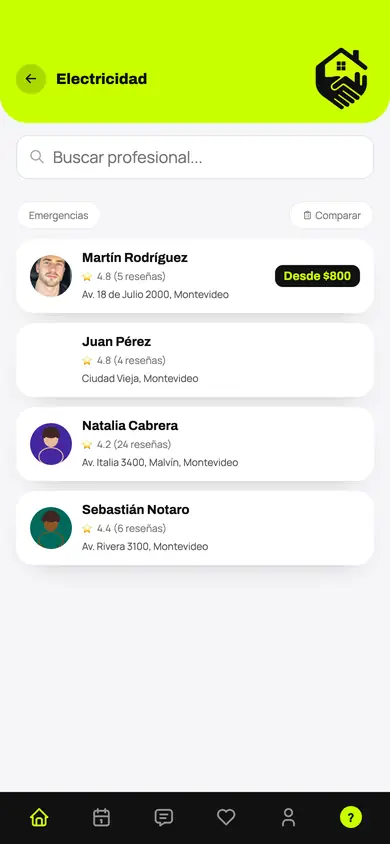 Electricidad
Buscar profesional...
Emergencias
Comparar
Martín Rodríguez
4.8 (5 reseñas)
Desde $800
Av. 18 de Julio 2000, Montevideo
Juan Pérez
4.8 (4 reseñas)
Ciudad Vieja, Montevideo
Natalia Cabrera
4.2 (24 reseñas)
Av. Italia 3400, Malvín, Montevideo
Sebastián Notaro
4.4 (6 reseñas)
Av. Rivera 3100, Montevideo
1
?